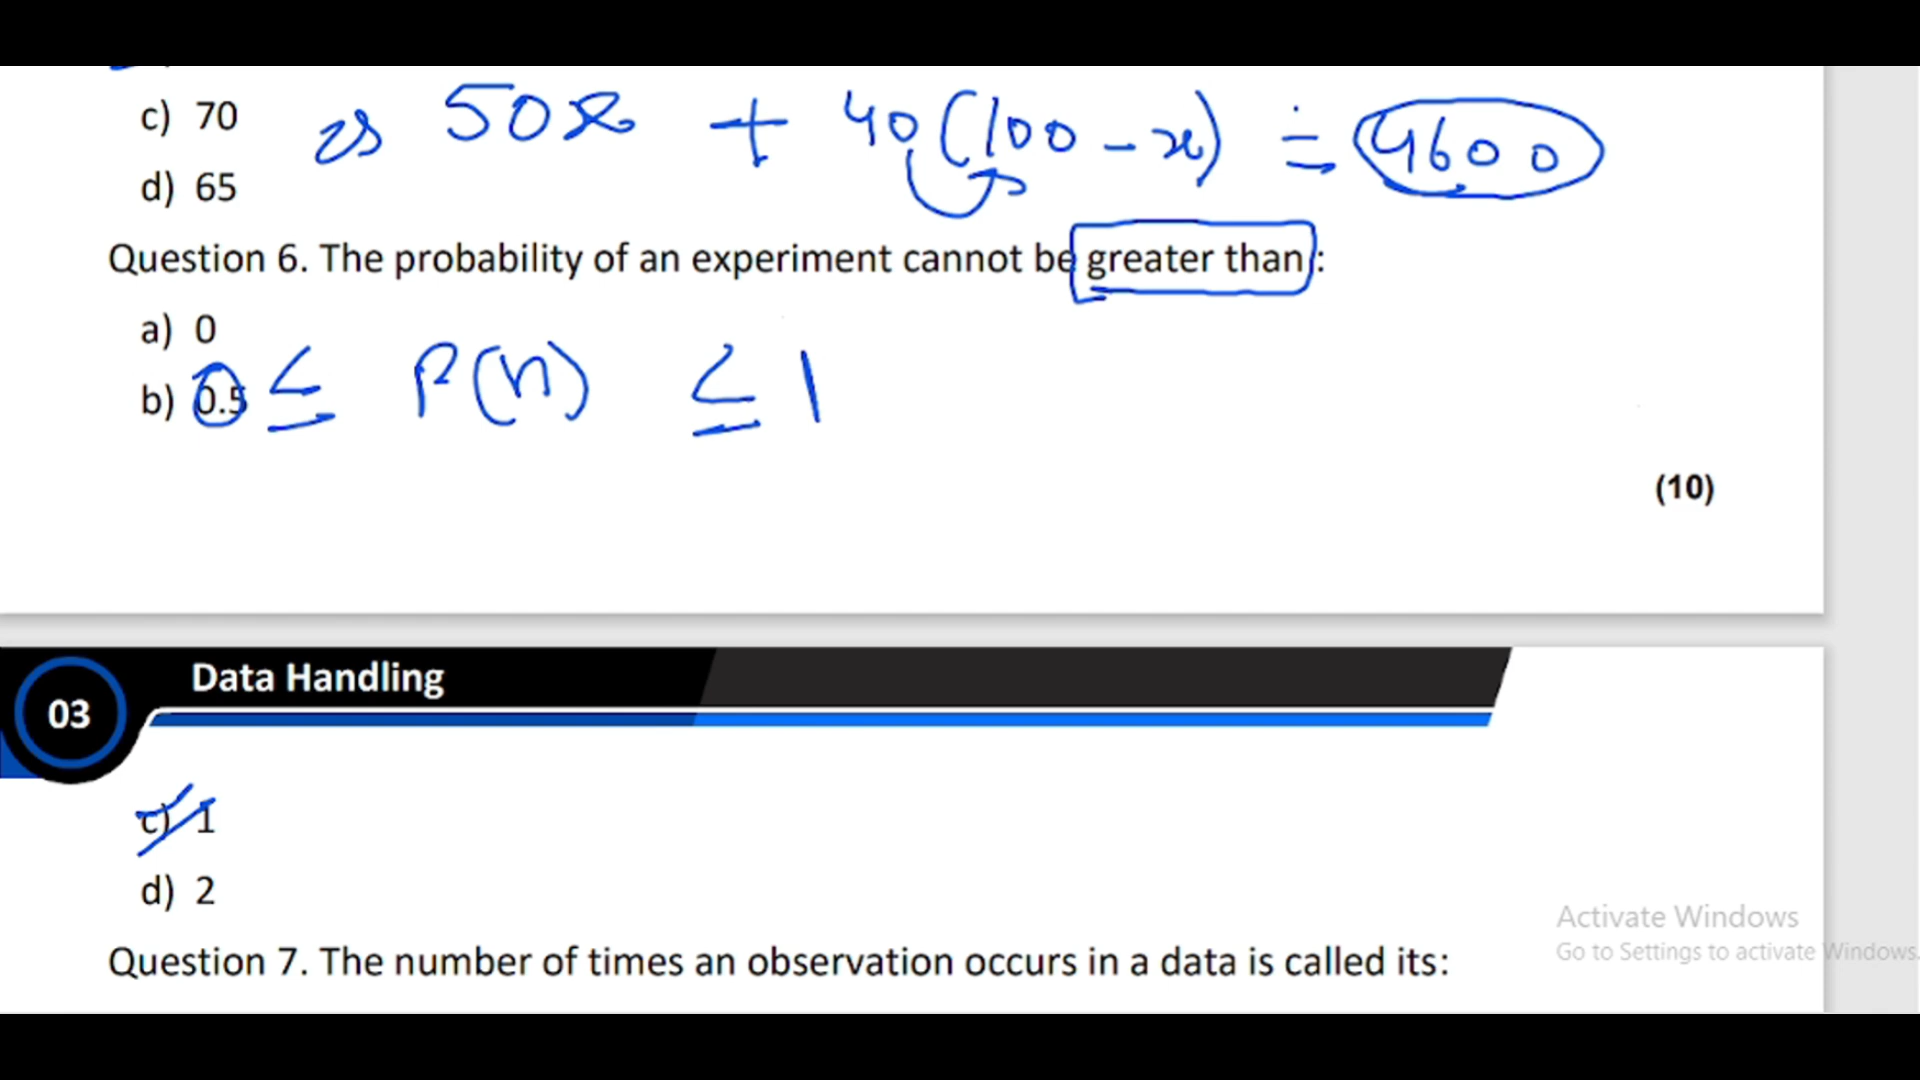 c) 70
50x + 40(100 - x) = 4600
d) 65
Question 6. The probability of an experiment cannot be greater than :
a) 0
b) 0.5
0 ≤ P(n) ≤ 1
(10)
Data Handling
03
c) 1
d) 2
Activate Windows
Go to Settings to activate Windows.
Question 7. The number of times an observation occurs in a data is called its: